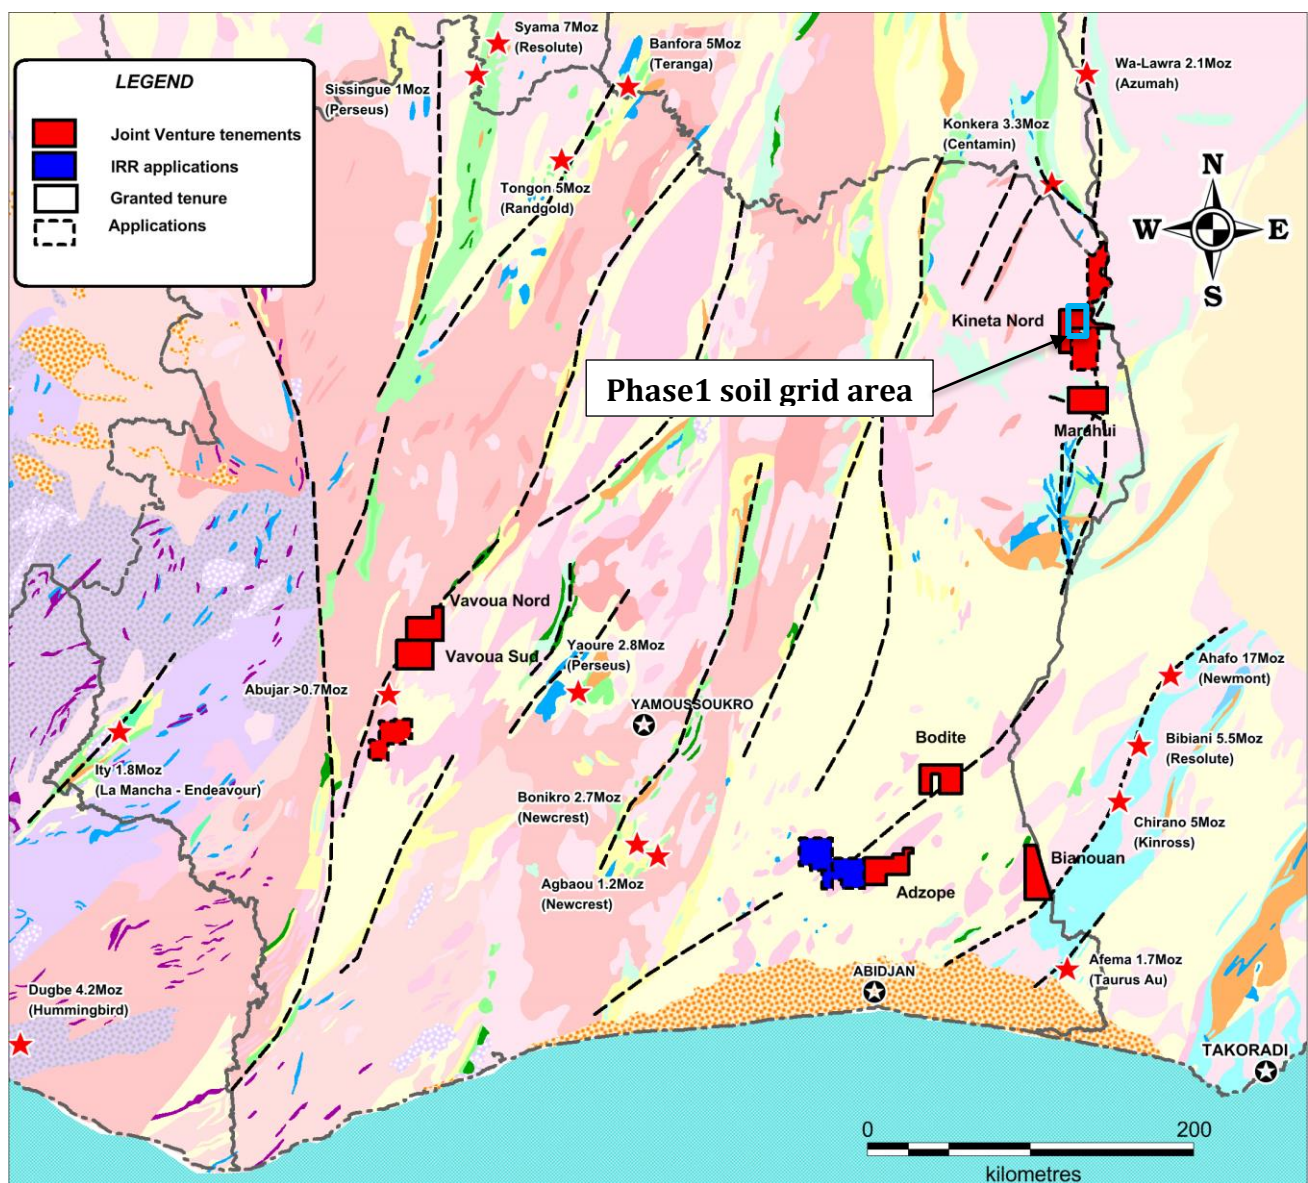 Syama 7Moz
(Resolute)
Banfora 5Moz
(Teranga)
Wa-Lawra 2.1Moz
(Azumah)
LEGEND
Joint Venture tenements
IRR applications
Granted tenure
Applications
Sissingue 1Moz
(Perseus)
Konkera 3.3Moz
(Centamin)
Tongon 5Moz
(Randgold)
N
W
E
S
Kineta Nord
Phase1 soil grid area
Marahui
Vavoua Nord
Vavoua Sud
Yaoure 2.8Moz
(Perseus)
Abujar >0.7Moz
YAMOUSSOUKRO
Ahafo 17Moz
(Newmont)
Bodite
Bibiani 5.5Moz
(Resolute)
Ity 1.8Moz
(La Mancha - Endeavour)
Bonikro 2.7Moz
(Newcrest)
Chirano 5Moz
(Kinross)
Bianouan
Agbaou 1.2Moz
(Newcrest)
Adzope
Afema 1.7Moz
(Taurus Au)
ABIDJAN
Dugbe 4.2Moz
(Hummingbird)
TAKORADI
0
200
kilometres